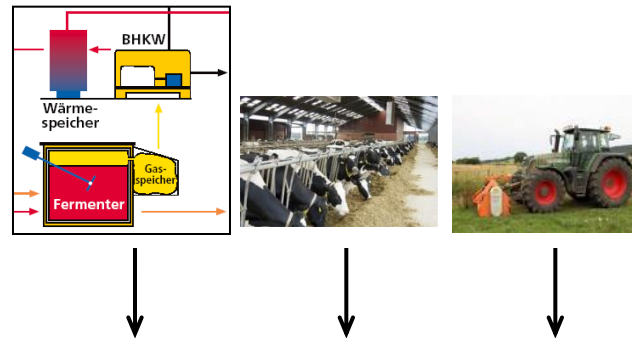 BHKW
Wärme-
speicher
Gas-
speicher
Fermenter